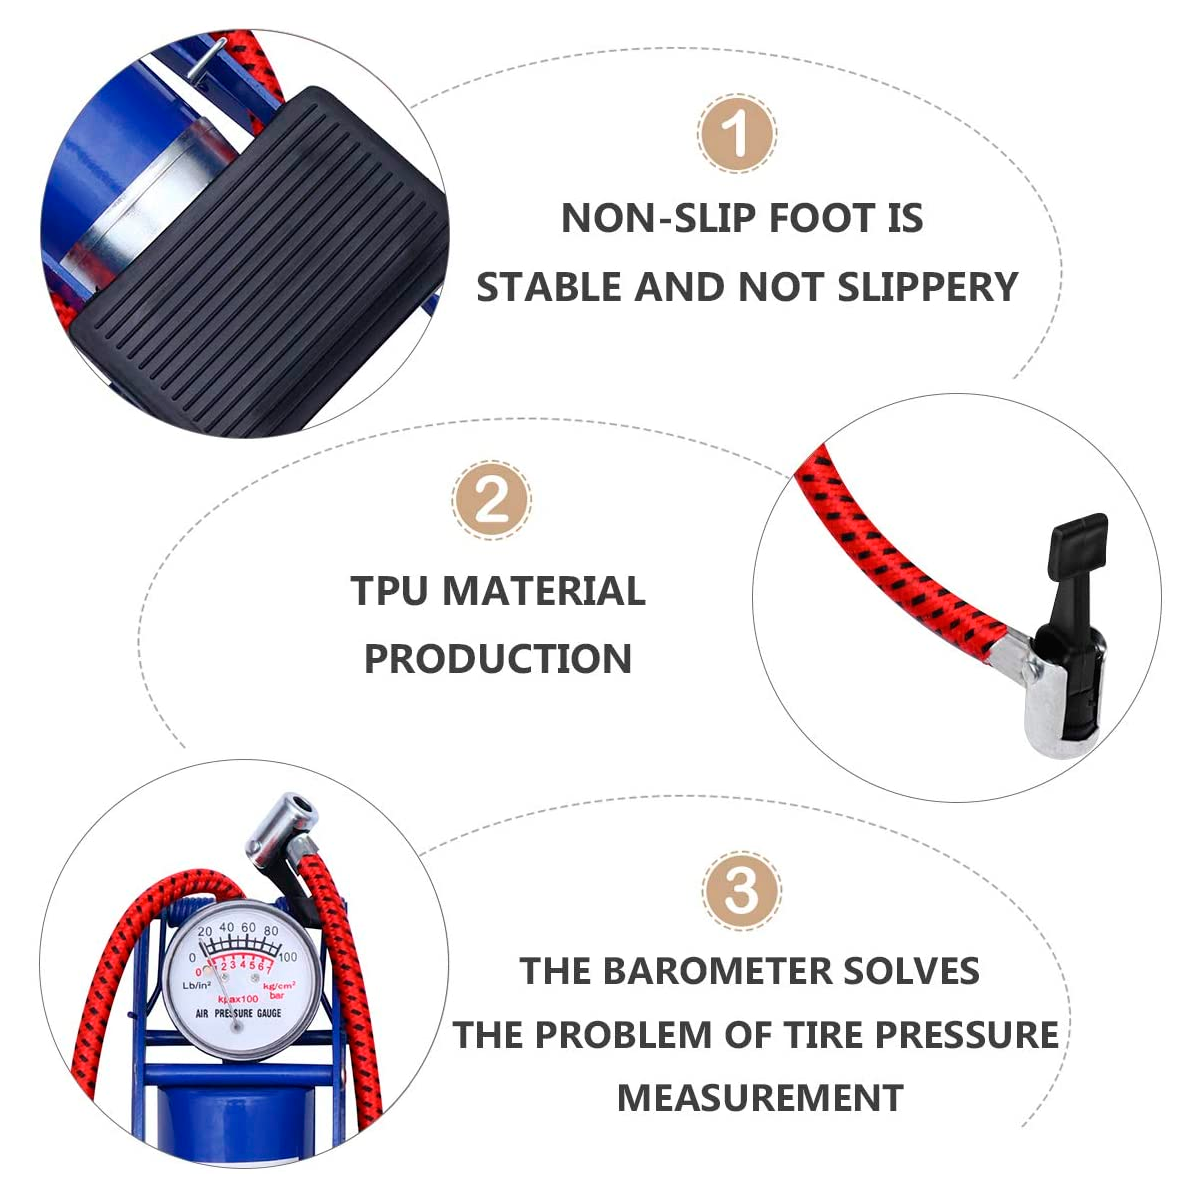 1
NON-SLIP FOOT IS
STABLE AND NOT SLIPPERY
2
TPU MATERIAL
PRODUCTION
3
THE BAROMETER SOLVES
THE PROBLEM OF TIRE PRESSURE
MEASUREMENT
0 20 40 60 80 100
0 1 2 3 4 5 6 7
Lb/in² kg/cm²
bar
kpax100
AIR PRESSURE GAUGE